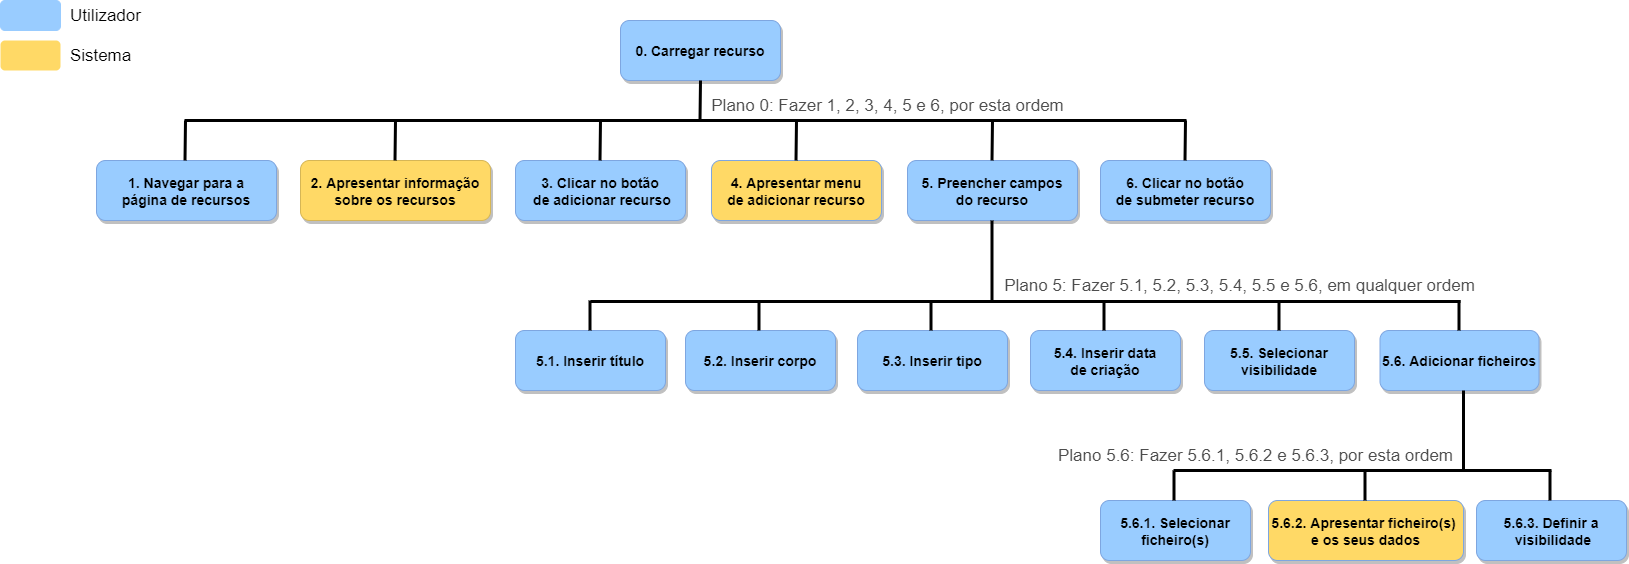 Utilizador
Sistema
0. Carregar recurso
Plano 0: Fazer 1, 2, 3, 4, 5 e 6, por esta ordem
1. Navegar para a
página de recursos
2. Apresentar informação
sobre os recursos
3. Clicar no botão
de adicionar recurso
4. Apresentar menu
de adicionar recurso
5. Preencher campos
do recurso
6. Clicar no botão
de submeter recurso
Plano 5: Fazer 5.1, 5.2, 5.3, 5.4, 5.5 e 5.6, em qualquer ordem
5.1. Inserir título
5.2. Inserir corpo
5.3. Inserir tipo
5.4. Inserir data
de criação
5.5. Selecionar
visibilidade
5.6. Adicionar ficheiros
Plano 5.6: Fazer 5.6.1, 5.6.2 e 5.6.3, por esta ordem
5.6.1. Selecionar
ficheiro(s)
5.6.2. Apresentar ficheiro(s)
e os seus dados
5.6.3. Definir a
visibilidade